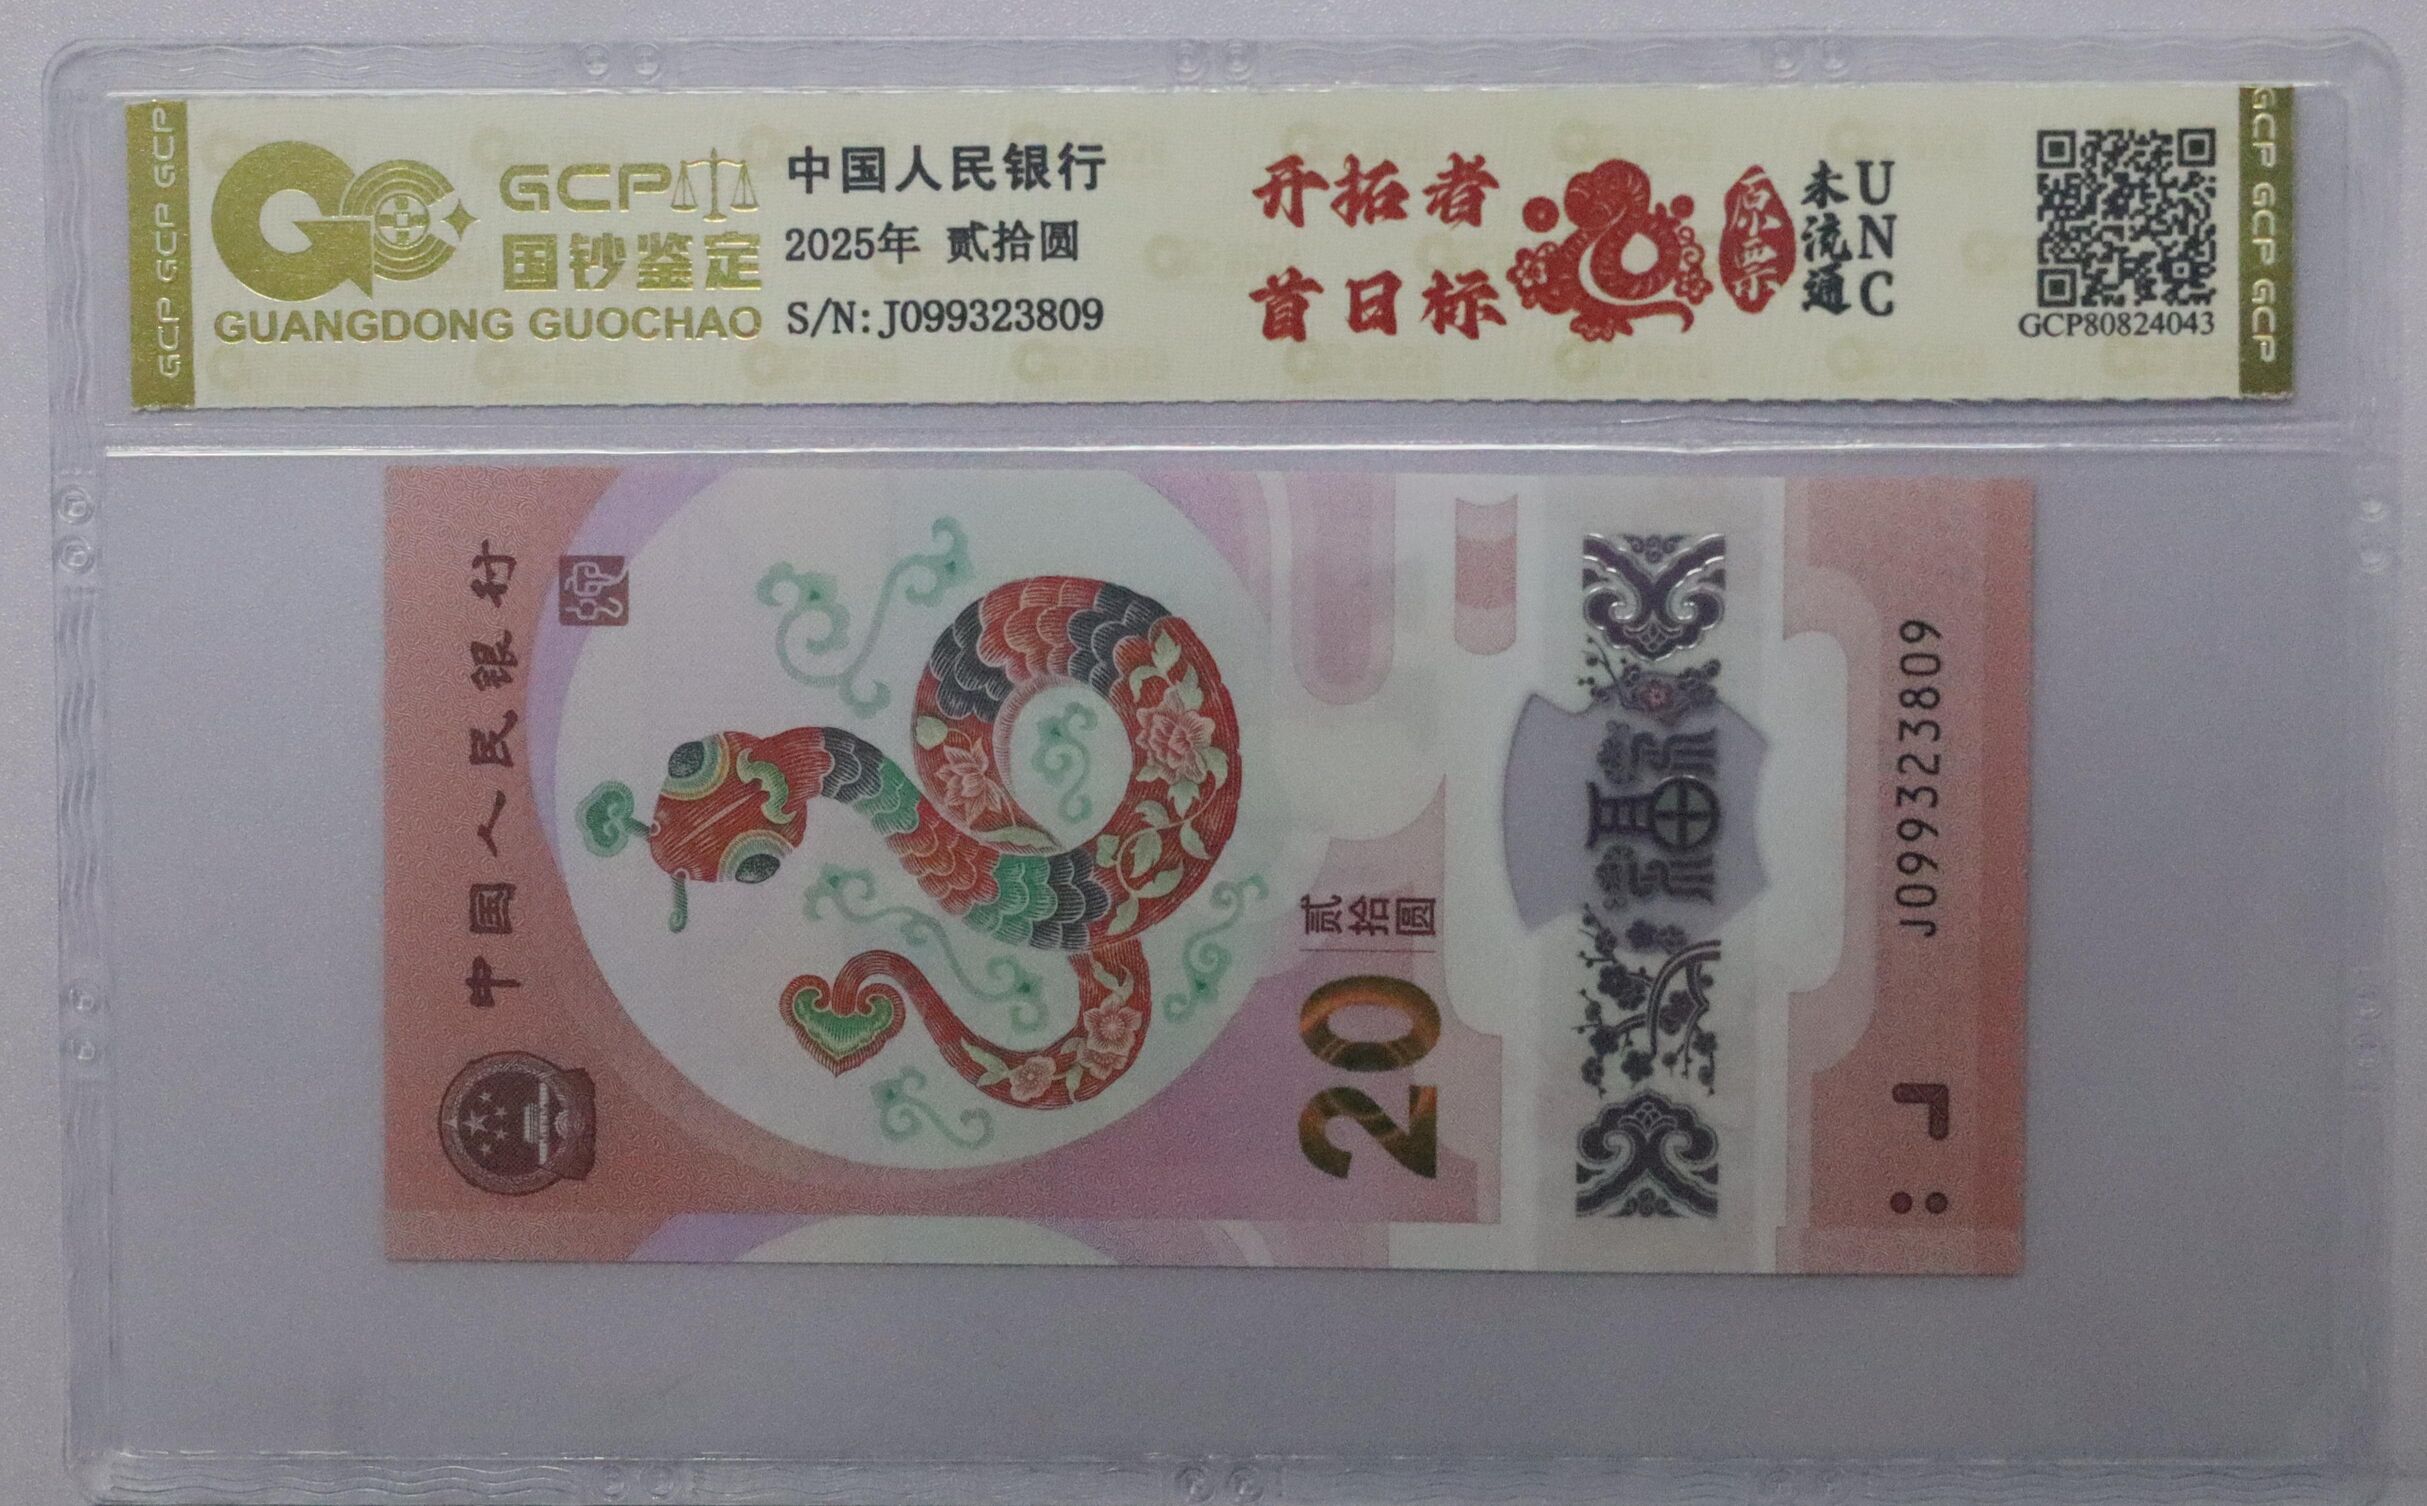 GCP GCP GCP
GCP
国钞鉴定
GUANGDONG GUOCHAO
中国人民银行
2025年 贰拾圆
S/N:J099323809
开拓者
首日标
原票
未流通
UNC
GCP80824043
GCP GCP GCP
中国人民银行
贰拾圆
20
福
J099323809